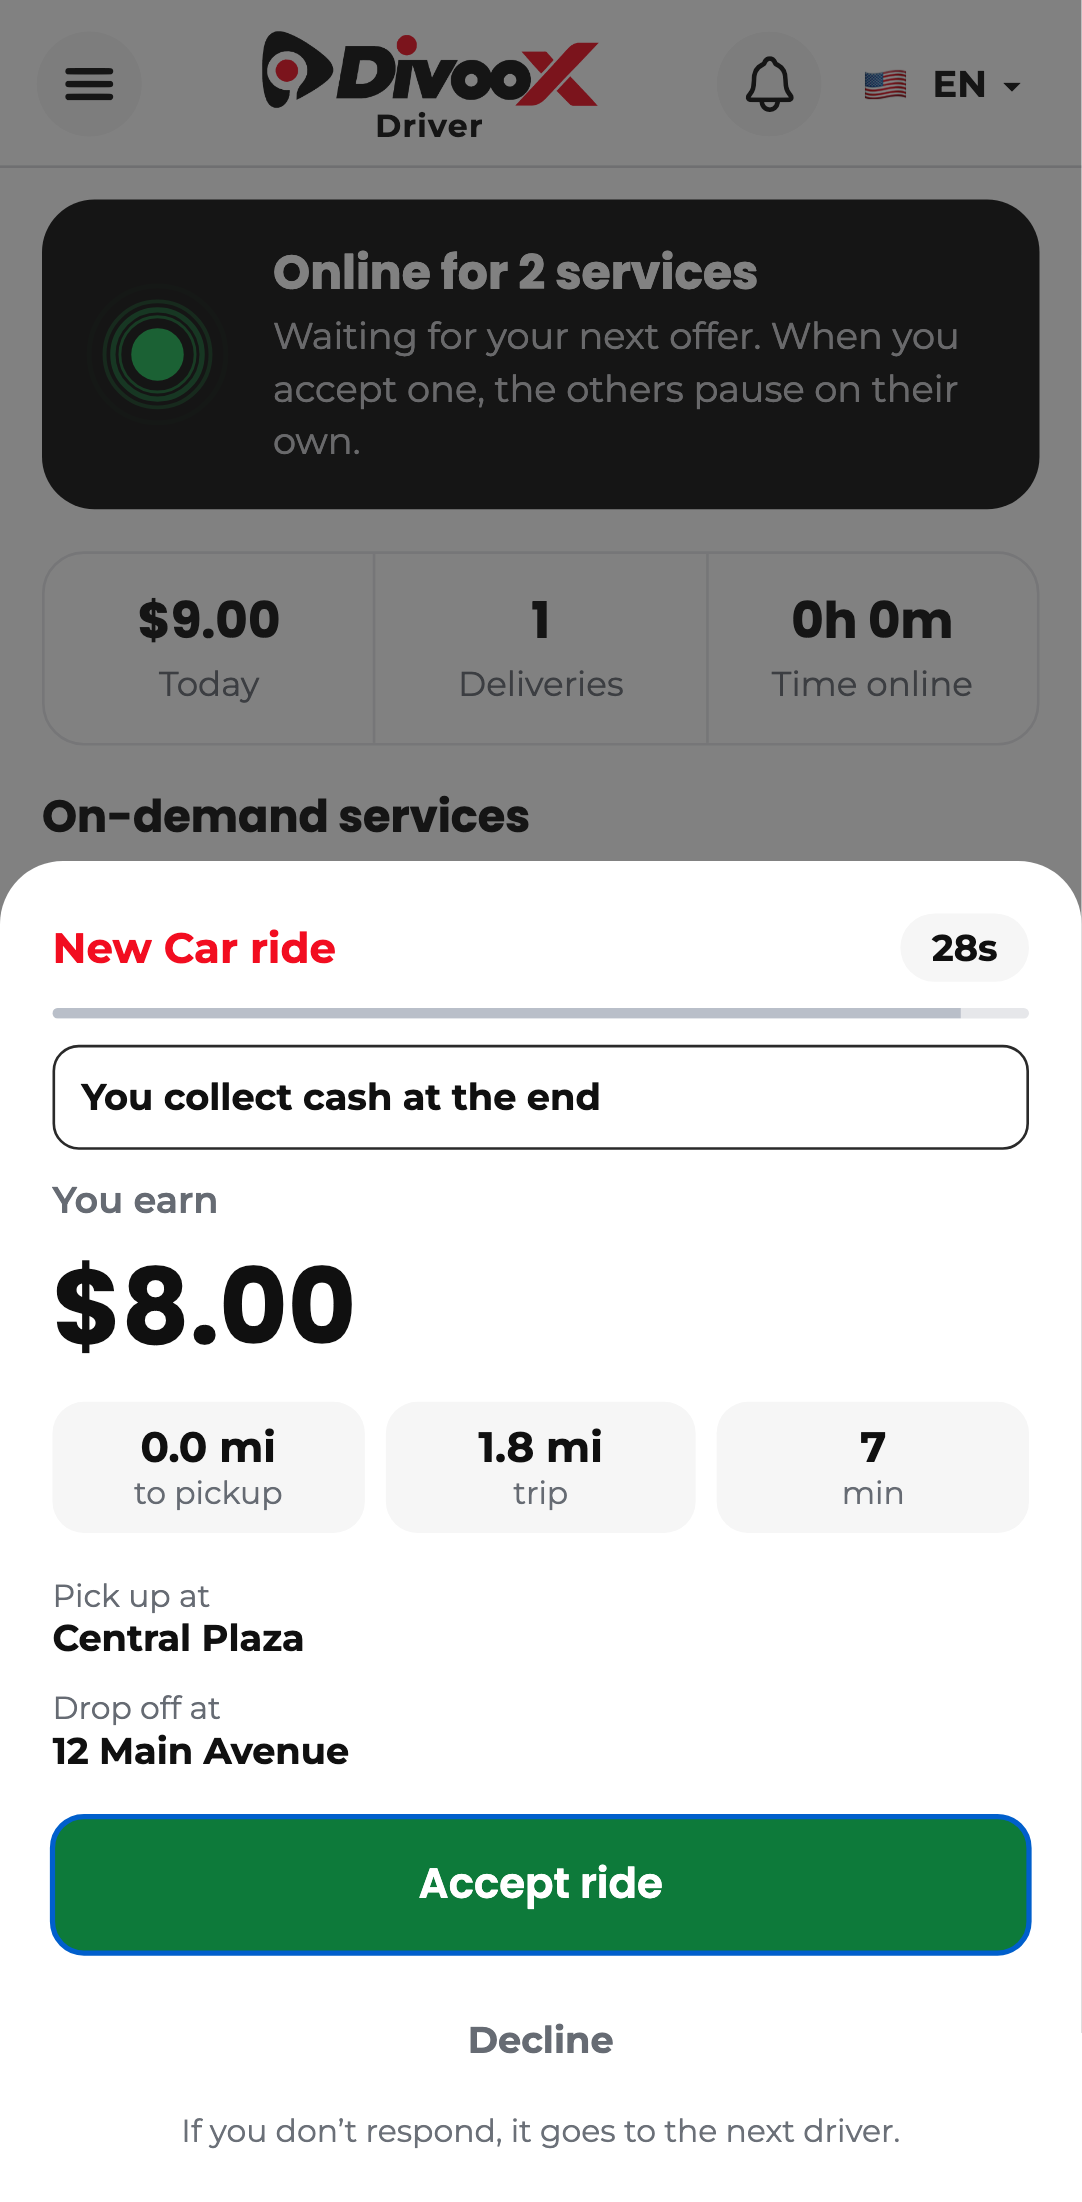 DivooX
Driver
EN
Online for 2 services
Waiting for your next offer. When you
accept one, the others pause on their
own.
$9.00
Today
1
Deliveries
0h 0m
Time online
On-demand services
New Car ride
28s
You collect cash at the end
You earn
$8.00
0.0 mi
to pickup
1.8 mi
trip
7
min
Pick up at
Central Plaza
Drop off at
12 Main Avenue
Accept ride
Decline
If you don’t respond, it goes to the next driver.